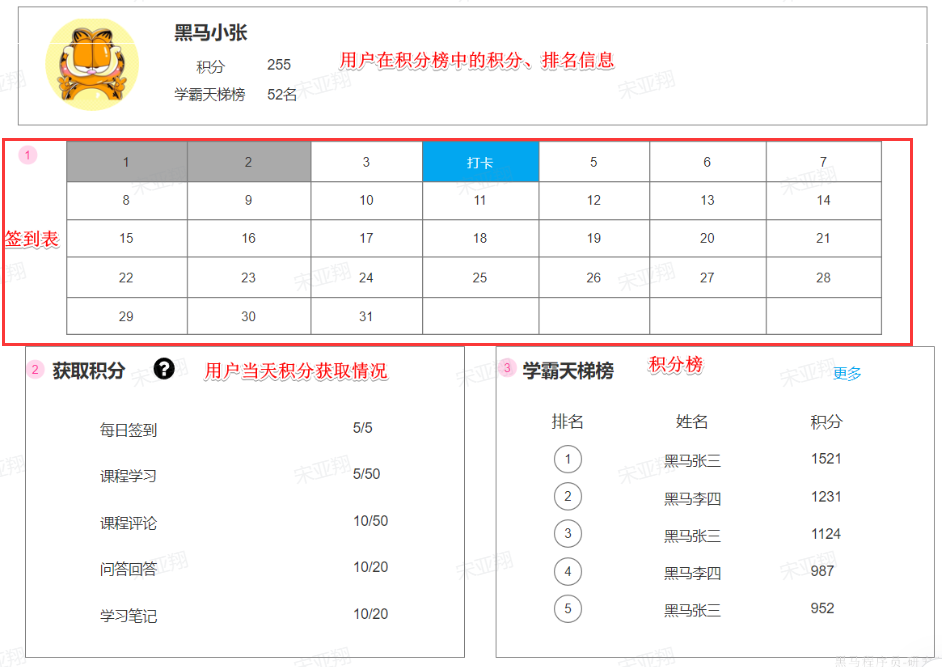 黑马小张
积分 255 用户在积分榜中的积分、排名信息
学霸天梯榜 52名
1
1 2 3 打卡 5 6 7
8 9 10 11 12 13 14
签到表
15 16 17 18 19 20 21
22 23 24 25 26 27 28
29 30 31
2 获取积分 ? 用户当天积分获取情况
每日签到 5/5
课程学习 5/50
课程评论 10/50
问答回答 10/20
学习笔记 10/20
3 学霸天梯榜 积分榜 更多
排名 姓名 积分
1 黑马张三 1521
2 黑马李四 1231
3 黑马张三 1124
4 黑马李四 987
5 黑马张三 952
宋亚翔